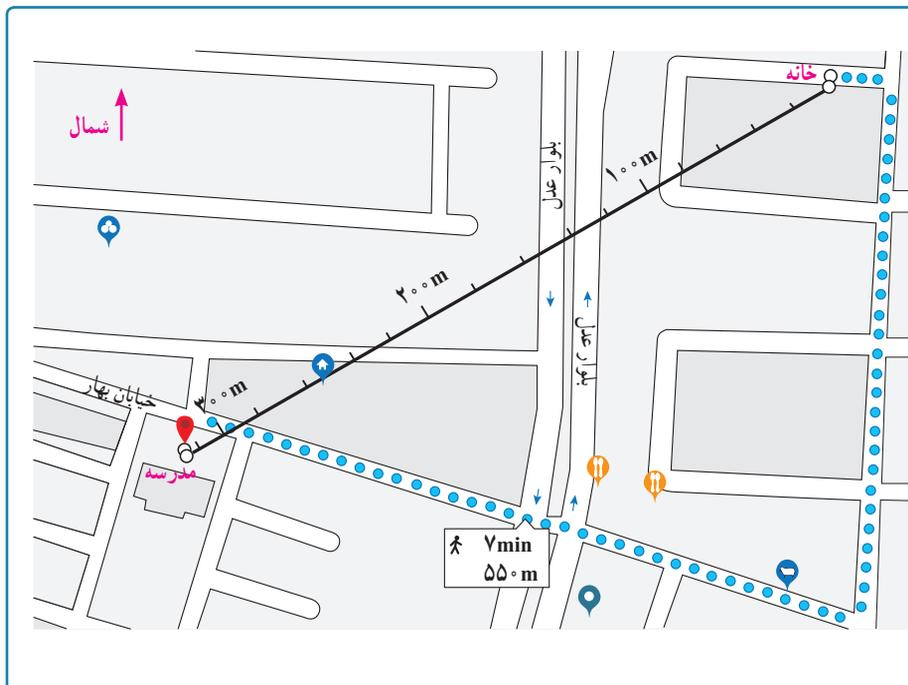 خانه
شمال
بلوار عدل
۱۰۰m
۲۰۰m
بلوار عدل
۳۰۰m
خیابان بهار
مدرسه
۷min
۵۵۰m